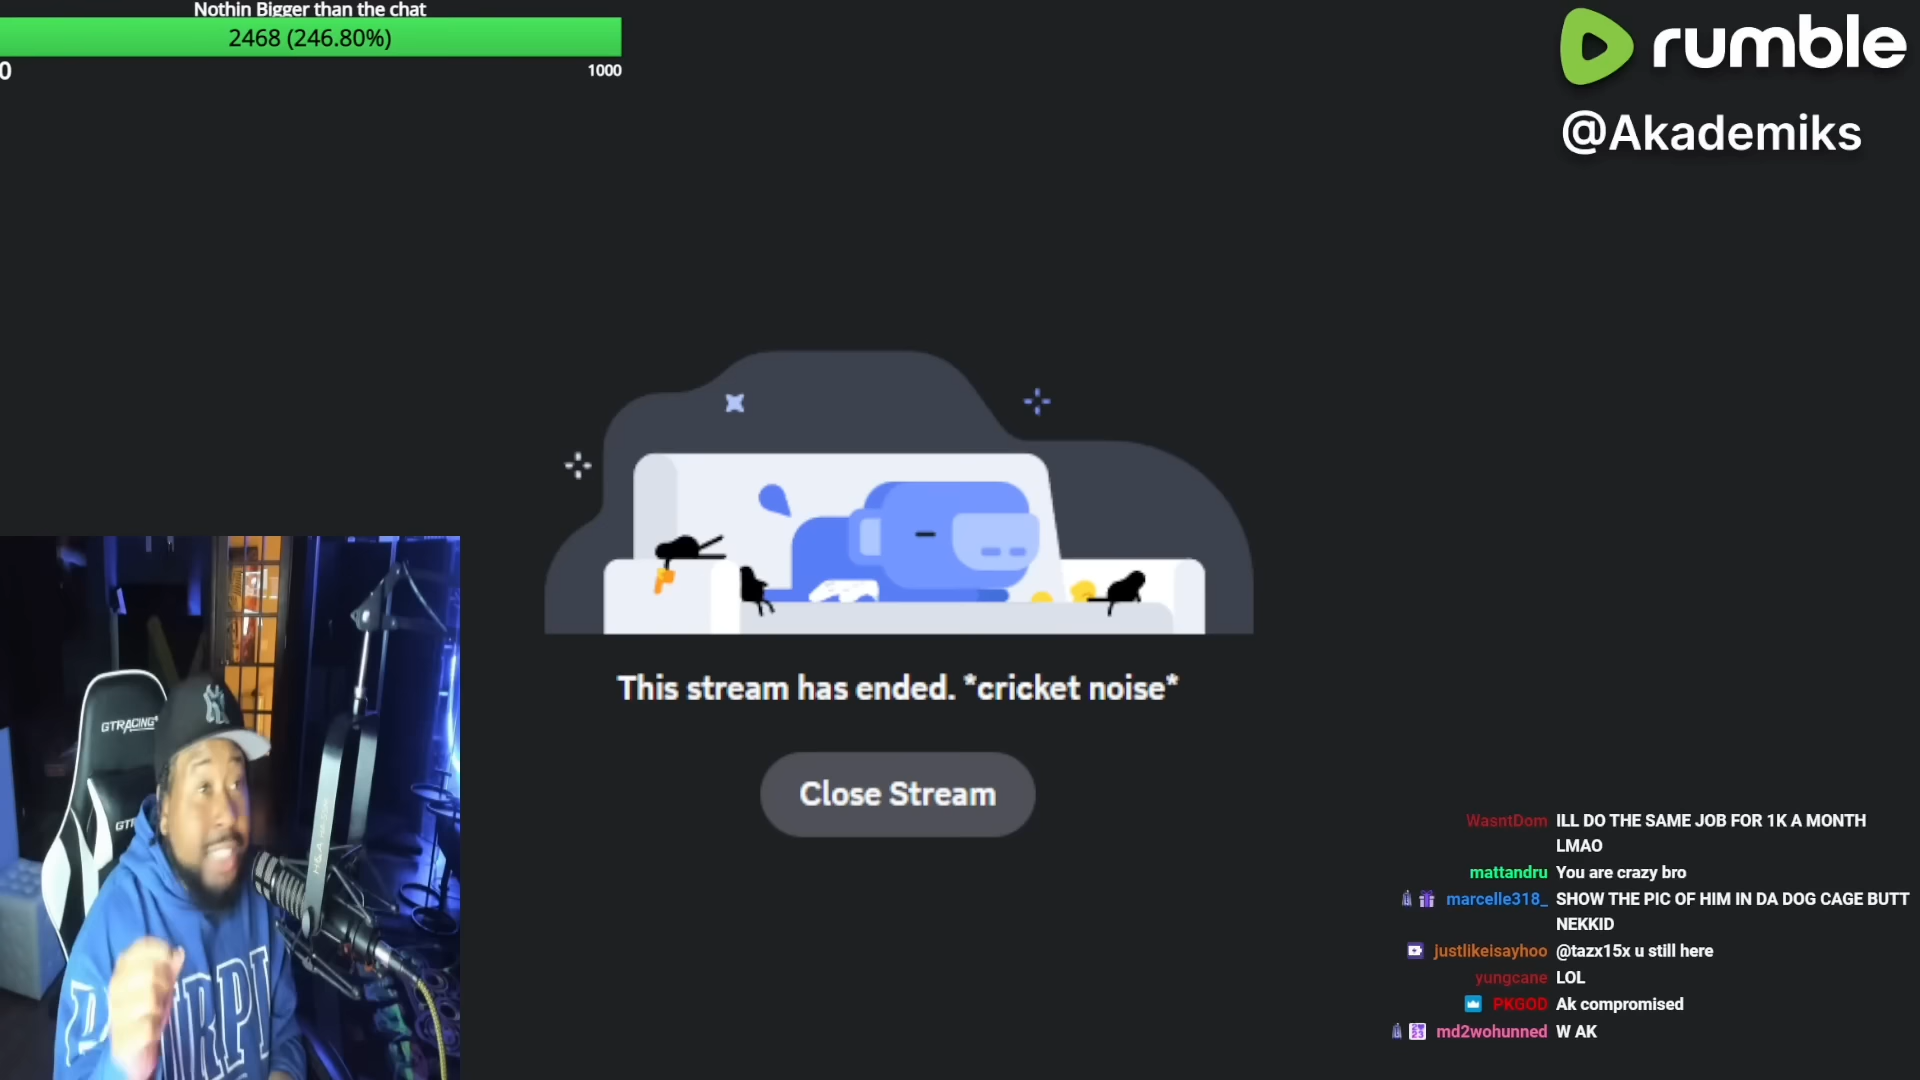 Nothin Bigger than the chat
2468 (246.80%)
0
1000
rumble
@Akademiks
This stream has ended. *cricket noise*
Close Stream
GTRACING
GT
NY
WasntDom ILL DO THE SAME JOB FOR 1K A MONTH
LMAO
mattandru You are crazy bro
marcelle318_ SHOW THE PIC OF HIM IN DA DOG CAGE BUTT
NEKKID
justlikeisayhoo @tazx15x u still here
yungcane LOL
PKGOD Ak compromised
md2wohunned W AK